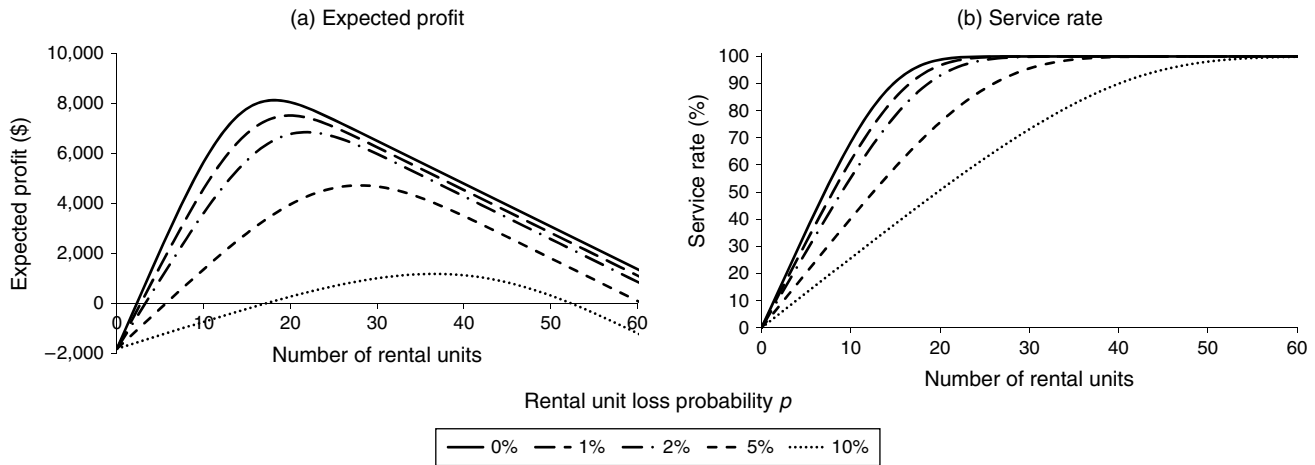 (a) Expected profit
10,000
8,000
6,000
4,000
2,000
0
−2,000
Expected profit ($)
0 10 20 30 40 50 60
Number of rental units
(b) Service rate
100
90
80
70
60
50
40
30
20
10
0
Service rate (%)
0 10 20 30 40 50 60
Number of rental units
Rental unit loss probability p
0% 1% 2% 5% 10%